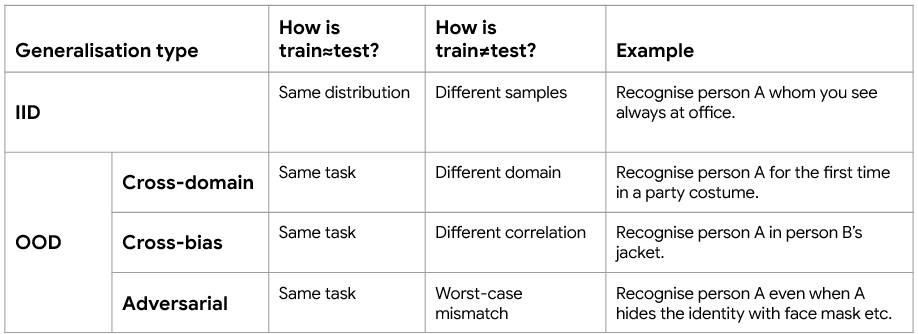 Generalisation type
How is
train≈test?
How is
train≠test?
Example
IID
Same distribution
Different samples
Recognise person A whom you see
always at office.
OOD
Cross-domain
Same task
Different domain
Recognise person A for the first time
in a party costume.
Cross-bias
Same task
Different correlation
Recognise person A in person B's
jacket.
Adversarial
Same task
Worst-case
mismatch
Recognise person A even when A
hides the identity with face mask etc.